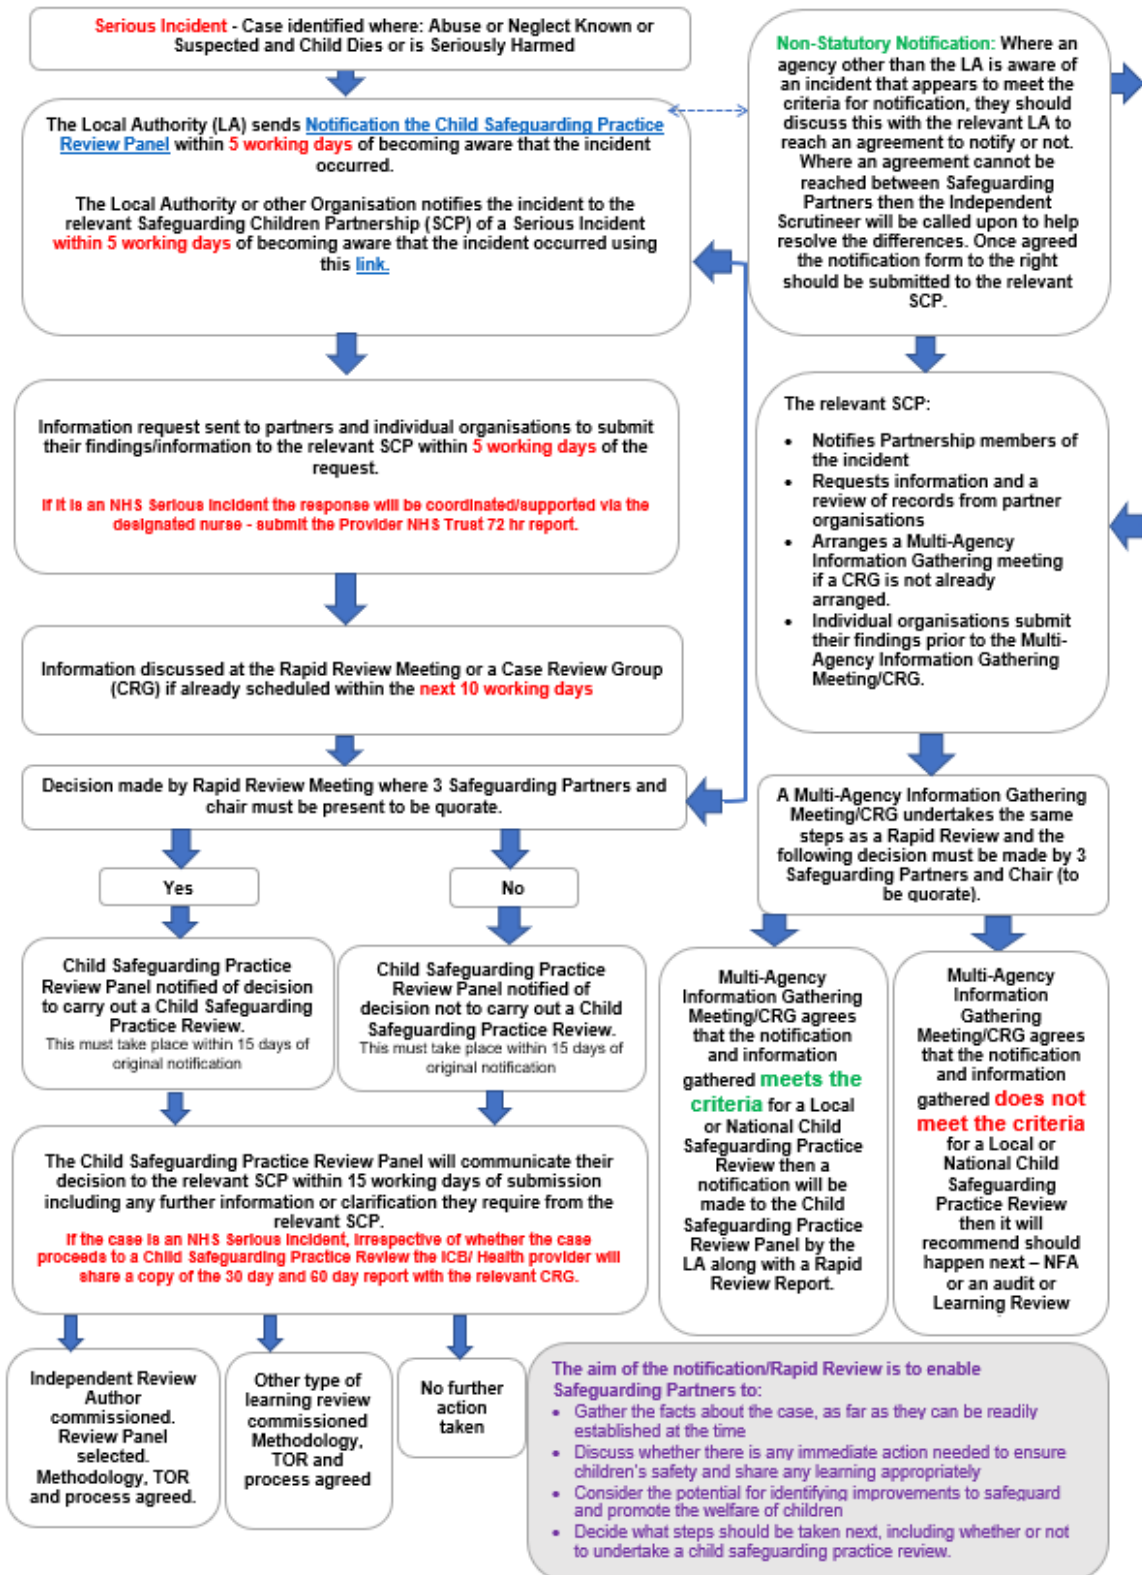 Serious Incident - Case identified where: Abuse or Neglect Known or
Suspected and Child Dies or is Seriously Harmed
The Local Authority (LA) sends Notification the Child Safeguarding Practice
Review Panel within 5 working days of becoming aware that the incident
occurred.
The Local Authority or other Organisation notifies the incident to the
relevant Safeguarding Children Partnership (SCP) of a Serious Incident
within 5 working days of becoming aware that the incident occurred using
this link.
Non-Statutory Notification: Where an
agency other than the LA is aware of
an incident that appears to meet the
criteria for notification, they should
discuss this with the relevant LA to
reach an agreement to notify or not.
Where an agreement cannot be
reached between Safeguarding
Partners then the Independent
Scrutineer will be called upon to help
resolve the differences. Once agreed
the notification form to the right
should be submitted to the relevant
SCP.
Information request sent to partners and individual organisations to submit
their findings/information to the relevant SCP within 5 working days of the
request.
If it is an NHS Serious Incident the response will be coordinated/supported via the
designated nurse - submit the Provider NHS Trust 72 hr report.
The relevant SCP:
• Notifies Partnership members of
the incident
• Requests information and a
review of records from partner
organisations
• Arranges a Multi-Agency
Information Gathering meeting
if a CRG is not already
arranged.
• Individual organisations submit
their findings prior to the Multi-
Agency Information Gathering
Meeting/CRG.
Information discussed at the Rapid Review Meeting or a Case Review Group
(CRG) if already scheduled within the next 10 working days
Decision made by Rapid Review Meeting where 3 Safeguarding Partners and
chair must be present to be quorate.
A Multi-Agency Information Gathering
Meeting/CRG undertakes the same
steps as a Rapid Review and the
following decision must be made by 3
Safeguarding Partners and Chair (to
be quorate).
Yes
No
Child Safeguarding Practice
Review Panel notified of decision
to carry out a Child Safeguarding
Practice Review.
This must take place within 15 days of
original notification
Child Safeguarding Practice
Review Panel notified of
decision not to carry out a Child
Safeguarding Practice Review.
This must take place within 15 days of
original notification
Multi-Agency
Information Gathering
Meeting/CRG agrees
that the notification
and information
gathered meets the
criteria for a Local
or National Child
Safeguarding Practice
Review then a
notification will be
made to the Child
Safeguarding Practice
Review Panel by the
LA along with a Rapid
Review Report.
Multi-Agency
Information
Gathering
Meeting/CRG agrees
that the notification
and information
gathered does not
meet the criteria
for a Local or
National Child
Safeguarding
Practice Review
then it will
recommend should
happen next – NFA
or an audit or
Learning Review
The Child Safeguarding Practice Review Panel will communicate their
decision to the relevant SCP within 15 working days of submission
including any further information or clarification they require from the
relevant SCP.
If the case is an NHS Serious Incident, irrespective of whether the case
proceeds to a Child Safeguarding Practice Review the ICB/ Health provider will
share a copy of the 30 day and 60 day report with the relevant CRG.
Independent Review
Author
commissioned.
Review Panel
selected.
Methodology, TOR
and process agreed.
Other type of
learning review
commissioned
Methodology,
TOR and
process agreed
No further
action
taken
The aim of the notification/Rapid Review is to enable
Safeguarding Partners to:
• Gather the facts about the case, as far as they can be readily
established at the time
• Discuss whether there is any immediate action needed to ensure
children's safety and share any learning appropriately
• Consider the potential for identifying improvements to safeguard
and promote the welfare of children
• Decide what steps should be taken next, including whether or not
to undertake a child safeguarding practice review.